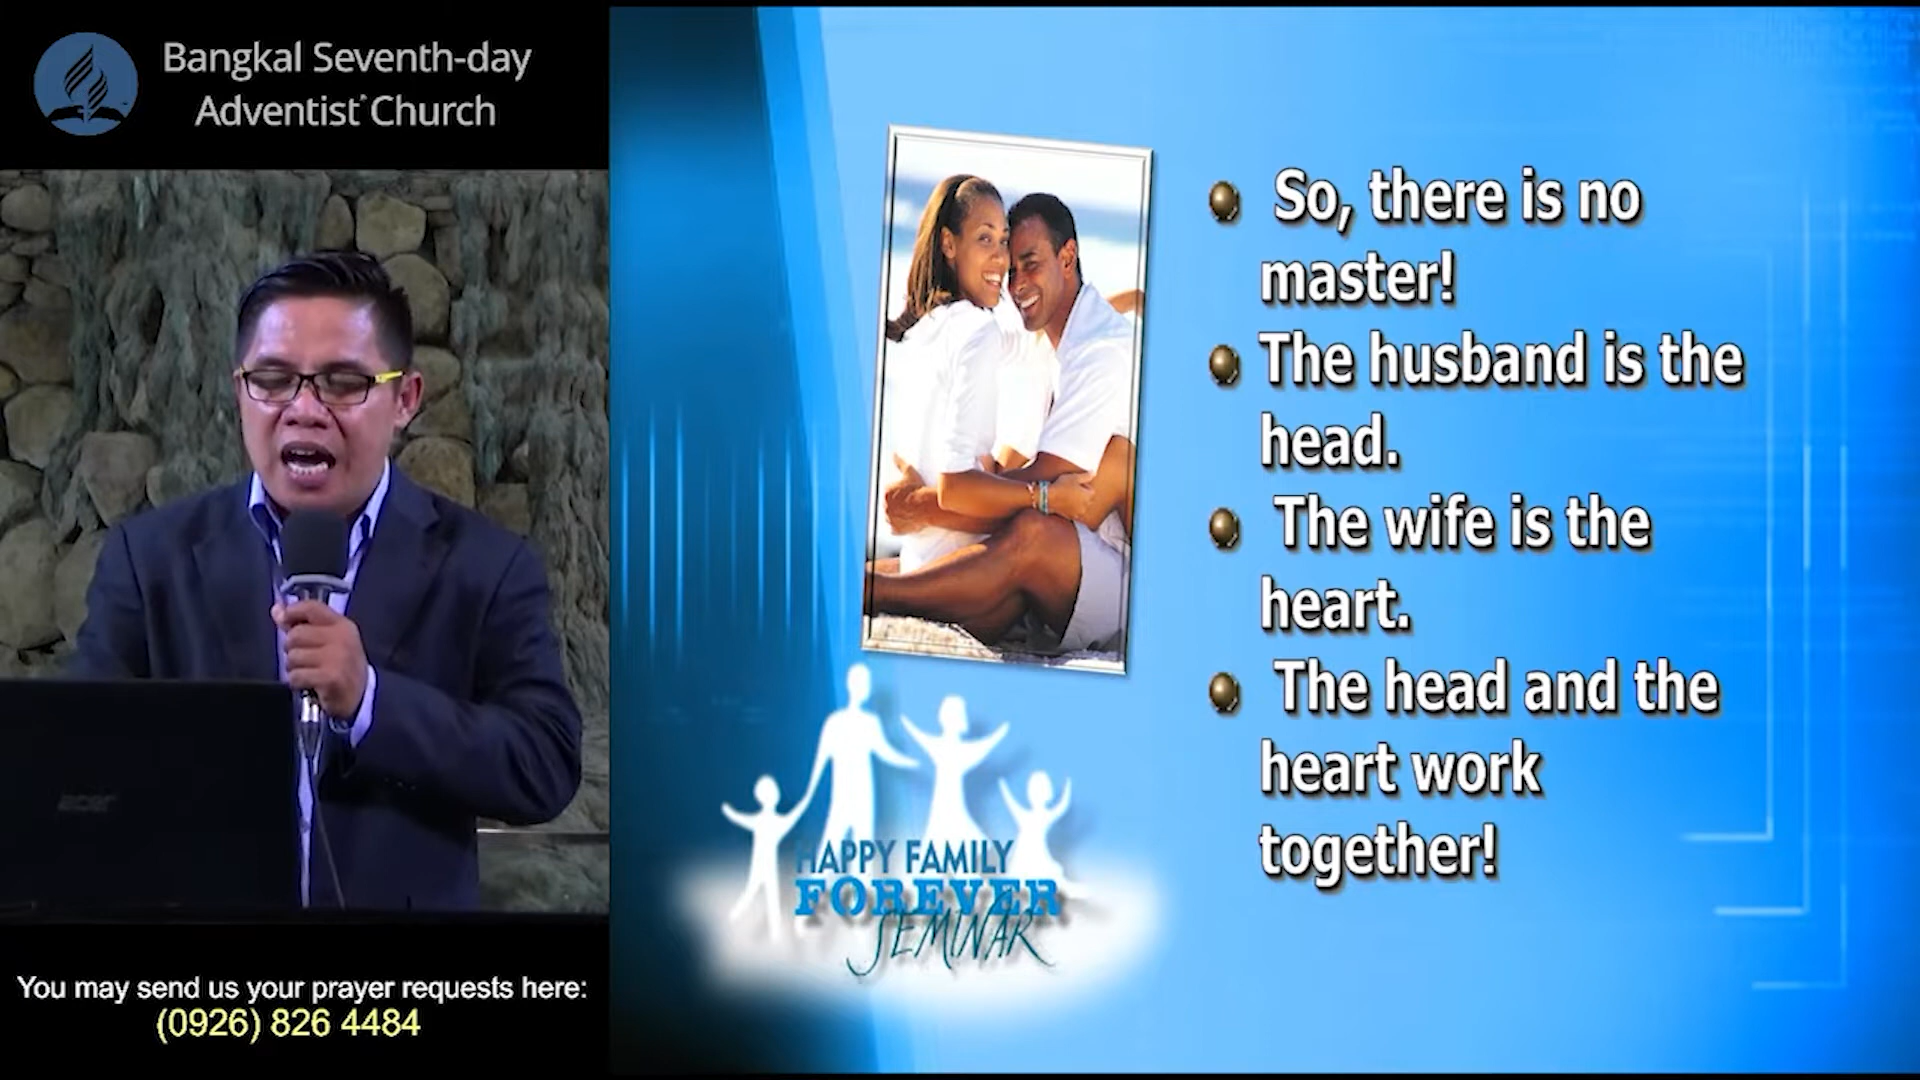 Bangkal Seventh-day
Adventist Church
So, there is no
master!
The husband is the
head.
The wife is the
heart.
The head and the
heart work
together!
HAPPY FAMILY
FOREVER
SEMINAR
acer
You may send us your prayer requests here:
(0926) 826 4484